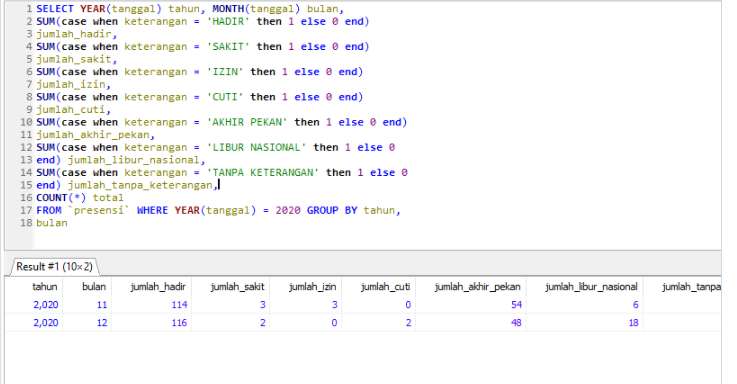 1 SELECT YEAR(tanggal) tahun, MONTH(tanggal) bulan,
2 SUM(case when keterangan = 'HADIR' then 1 else 0 end)
3 jumlah_hadir,
4 SUM(case when keterangan = 'SAKIT' then 1 else 0 end)
5 jumlah_sakit,
6 SUM(case when keterangan = 'IZIN' then 1 else 0 end)
7 jumlah_izin,
8 SUM(case when keterangan = 'CUTI' then 1 else 0 end)
9 jumlah_cuti,
10 SUM(case when keterangan = 'AKHIR PEKAN' then 1 else 0 end)
11 jumlah_akhir_pekan,
12 SUM(case when keterangan = 'LIBUR NASIONAL' then 1 else 0
13 end) jumlah_libur_nasional,
14 SUM(case when keterangan = 'TANPA KETERANGAN' then 1 else 0
15 end) jumlah_tanpa_keterangan,
16 COUNT(*) total
17 FROM `presensi` WHERE YEAR(tanggal) = 2020 GROUP BY tahun,
18 bulan
Result #1 (10×2)
tahun bulan jumlah_hadir jumlah_sakit jumlah_izin jumlah_cuti jumlah_akhir_pekan jumlah_libur_nasional jumlah_tanpa
2,020 11 114 3 3 0 54 6
2,020 12 116 2 0 2 48 18